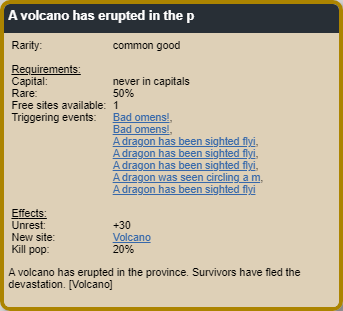 A volcano has erupted in the p
Rarity: common good
Requirements:
Capital: never in capitals
Rare: 50%
Free sites available: 1
Triggering events: Bad omens!,
Bad omens!,
A dragon has been sighted flyi,
A dragon has been sighted flyi,
A dragon has been sighted flyi,
A dragon was seen circling a m,
A dragon has been sighted flyi
Effects:
Unrest: +30
New site: Volcano
Kill pop: 20%
A volcano has erupted in the province. Survivors have fled the
devastation. [Volcano]